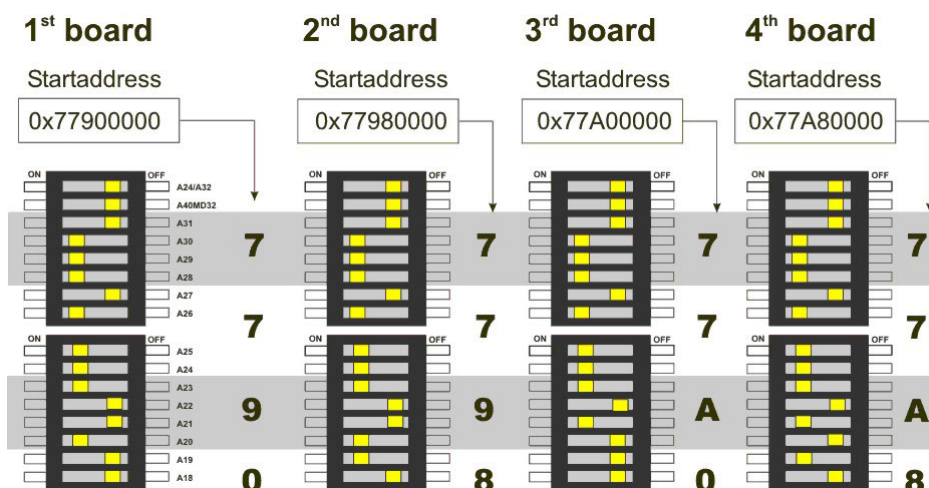 1st board 2nd board 3rd board 4th board
Startaddress Startaddress Startaddress Startaddress
0x77900000 0x77980000 0x77A00000 0x77A80000
ON OFF ON OFF ON OFF ON OFF
A24/A32
A40MD32
A31
A30 7 7 7 7
A29
A28
A27
A26 7 7 7 7
ON OFF ON OFF ON OFF ON OFF
A25
A24
A23
A22 9 9 A A
A21
A20
A19
A18 0 8 0 8